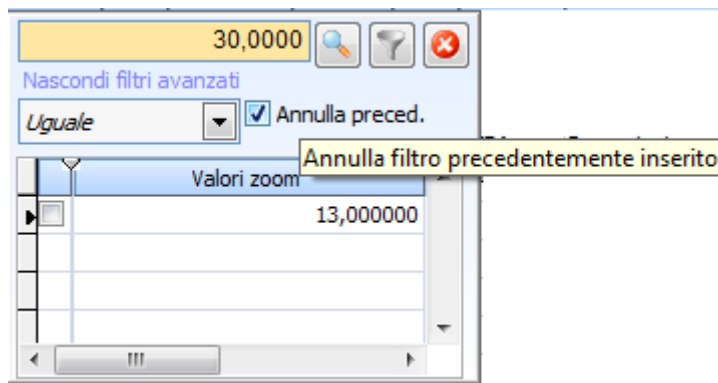 30,0000
Nascondi filtri avanzati
Uguale
Annulla preced.
Annulla filtro precedentemente inserito
Valori zoom
13,000000